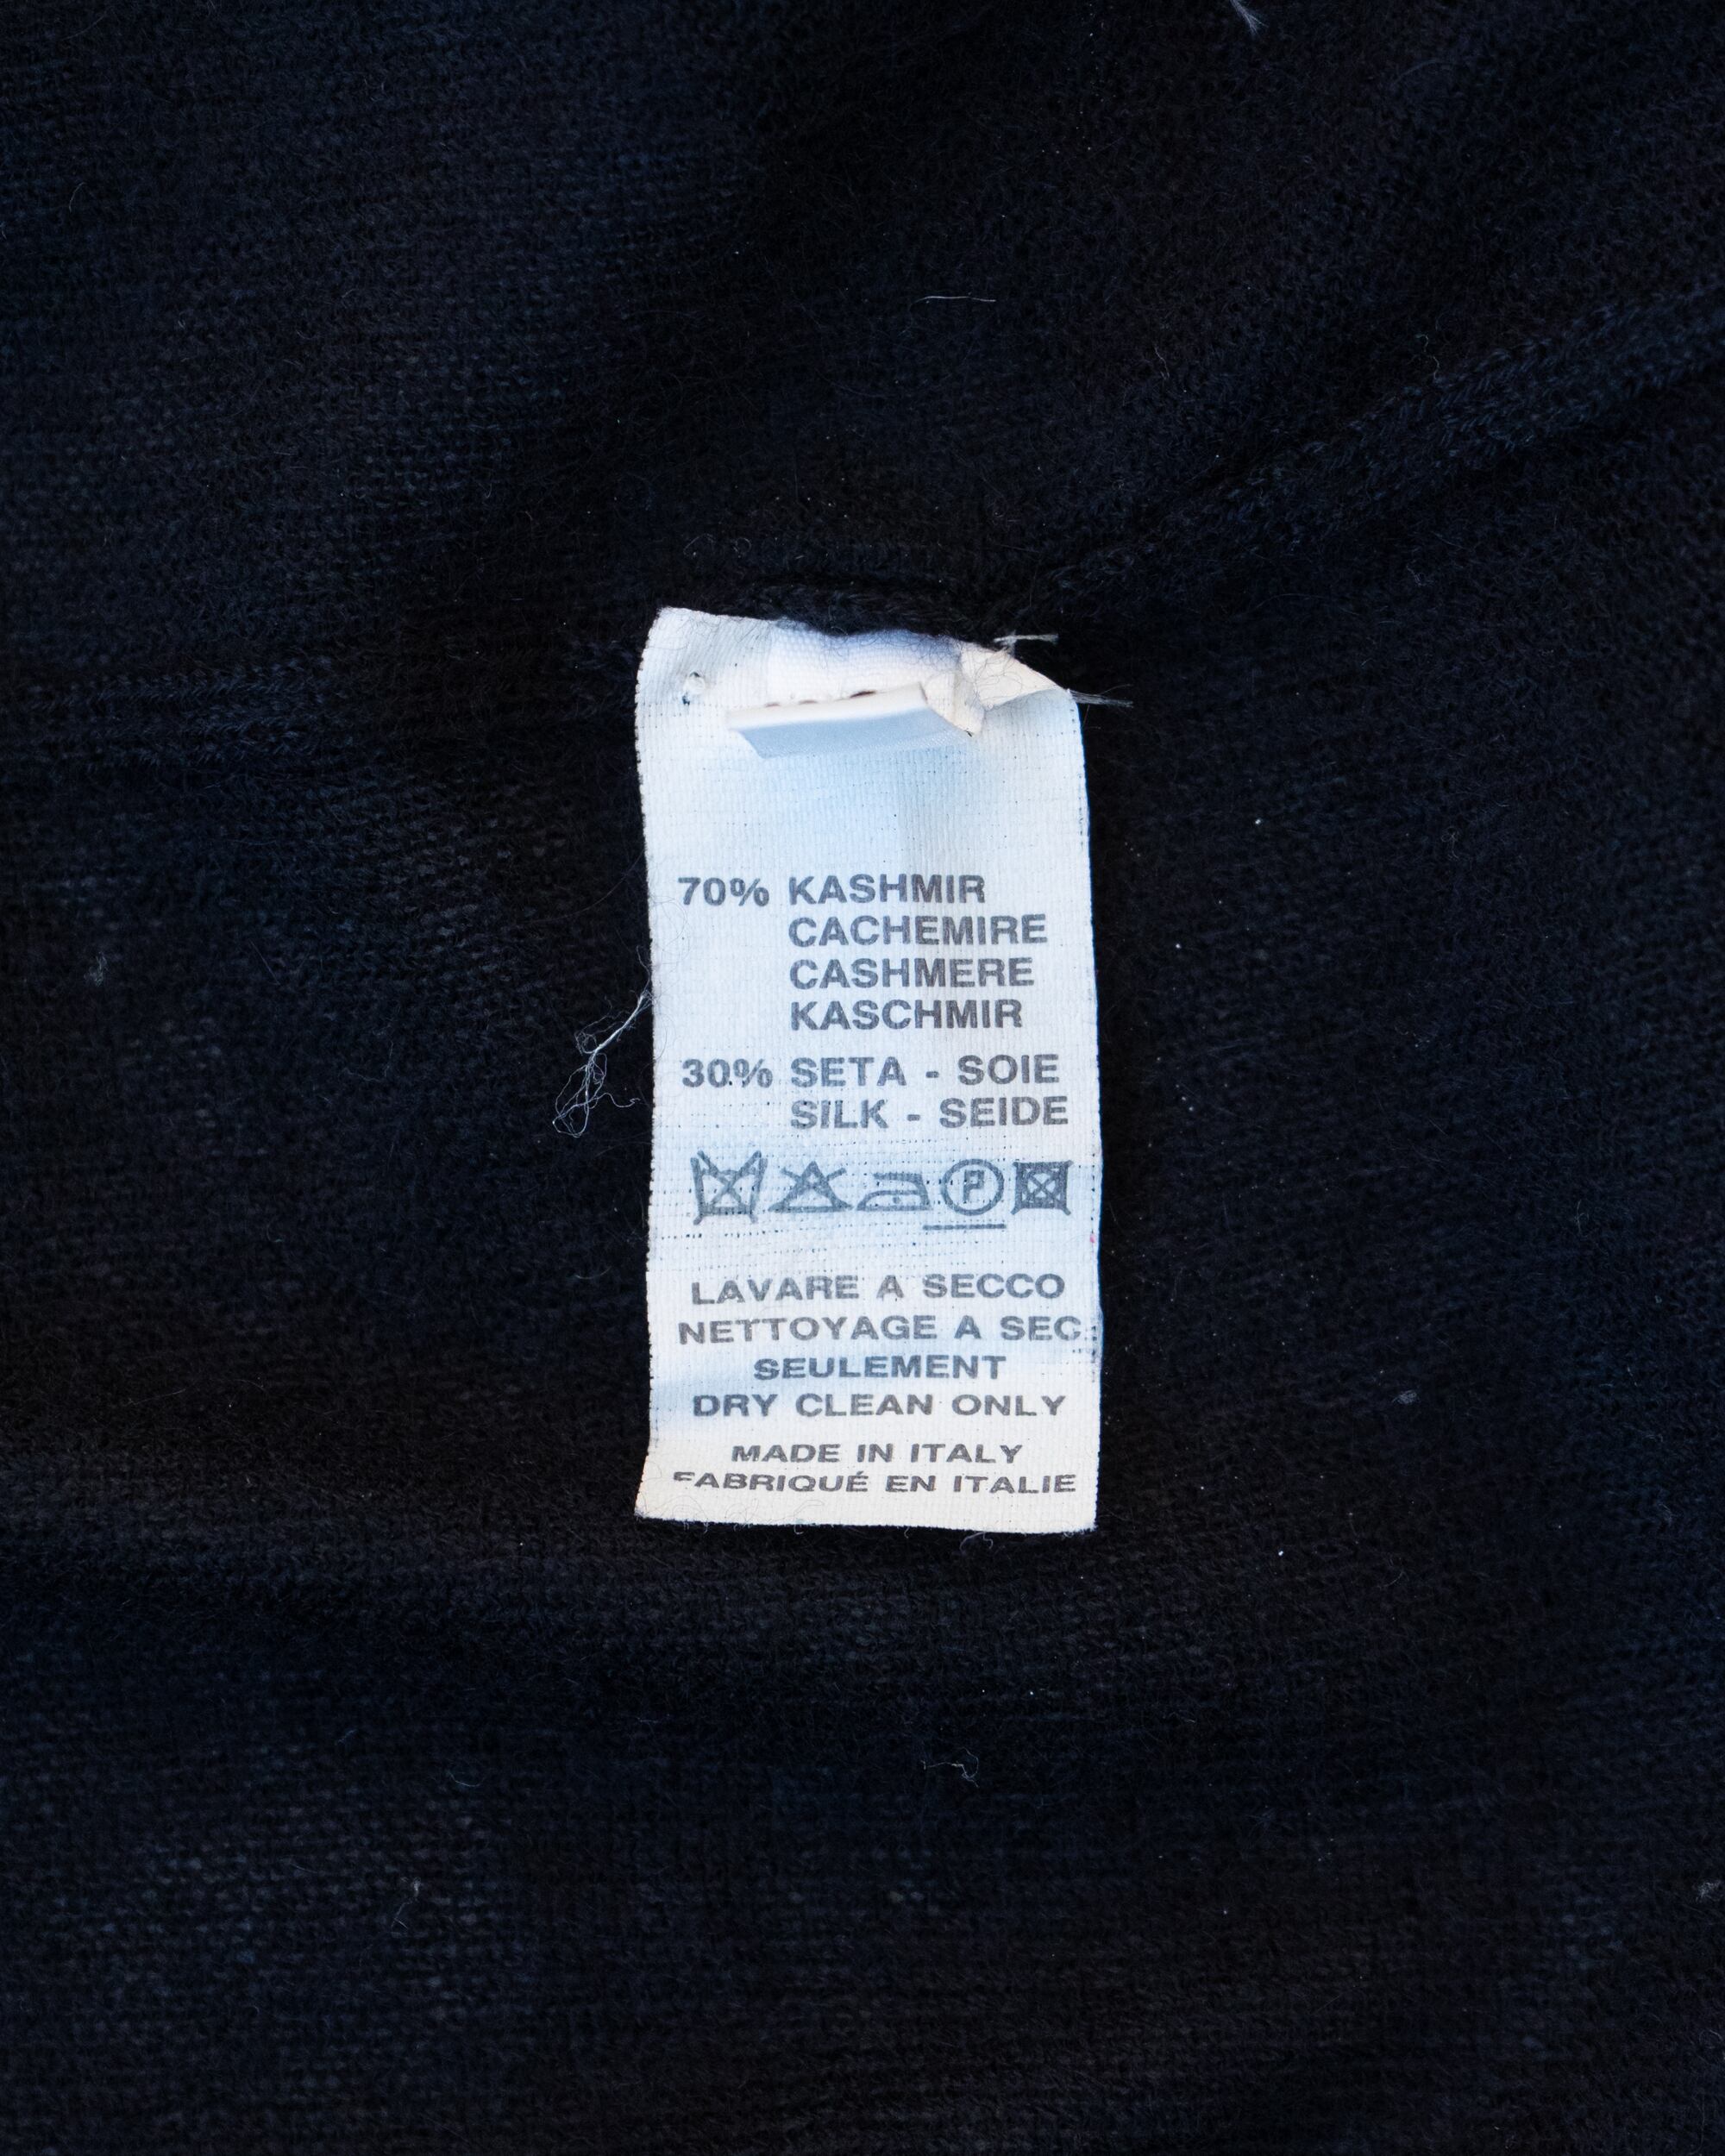 70% KASHMIR
CACHEMIRE
CASHMERE
KASCHMIR
30% SETA - SOIE
SILK - SEIDE
P
LAVARE A SECCO
NETTOYAGE A SEC
SEULEMENT
DRY CLEAN ONLY
MADE IN ITALY
FABRIQUÉ EN ITALIE